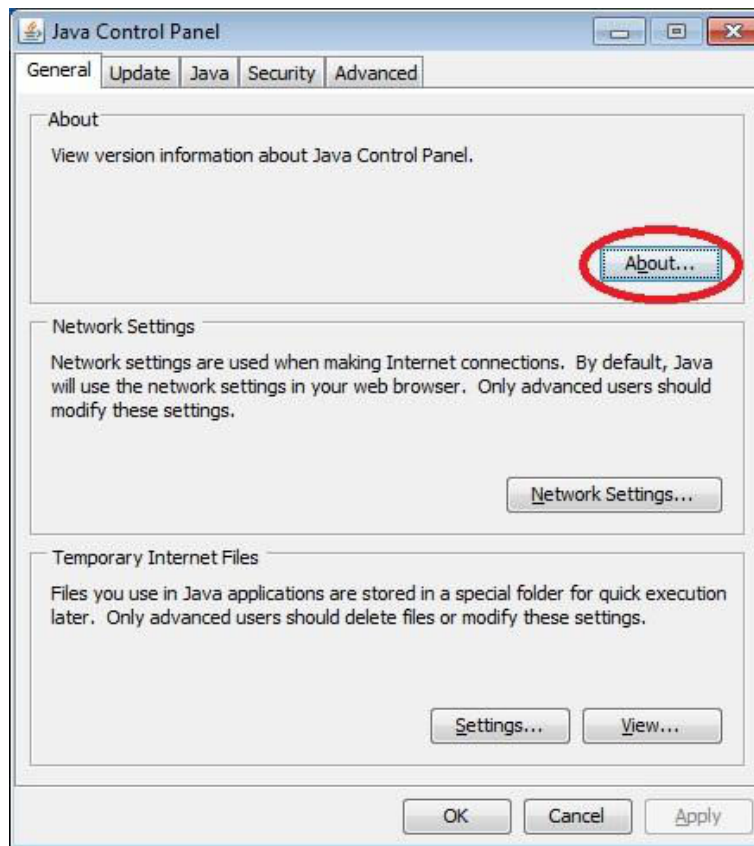 Java Control Panel
General Update Java Security Advanced
About
View version information about Java Control Panel.
About...
Network Settings
Network settings are used when making Internet connections.  By default, Java
will use the network settings in your web browser.  Only advanced users should
modify these settings.
Network Settings...
Temporary Internet Files
Files you use in Java applications are stored in a special folder for quick execution
later.  Only advanced users should delete files or modify these settings.
Settings... View...
OK Cancel Apply